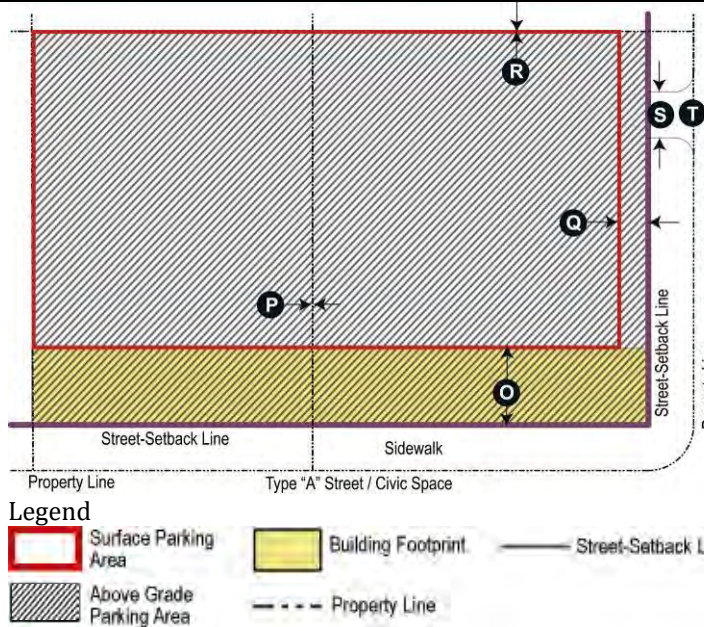 R
S T
Q
P
Street-Setback Line
O
Street-Setback Line
Sidewalk
Property Line
Type "A" Street / Civic Space
Legend
Surface Parking
Area
Building Footprint
Street-Setback
Above Grade
Parking Area
Property Line